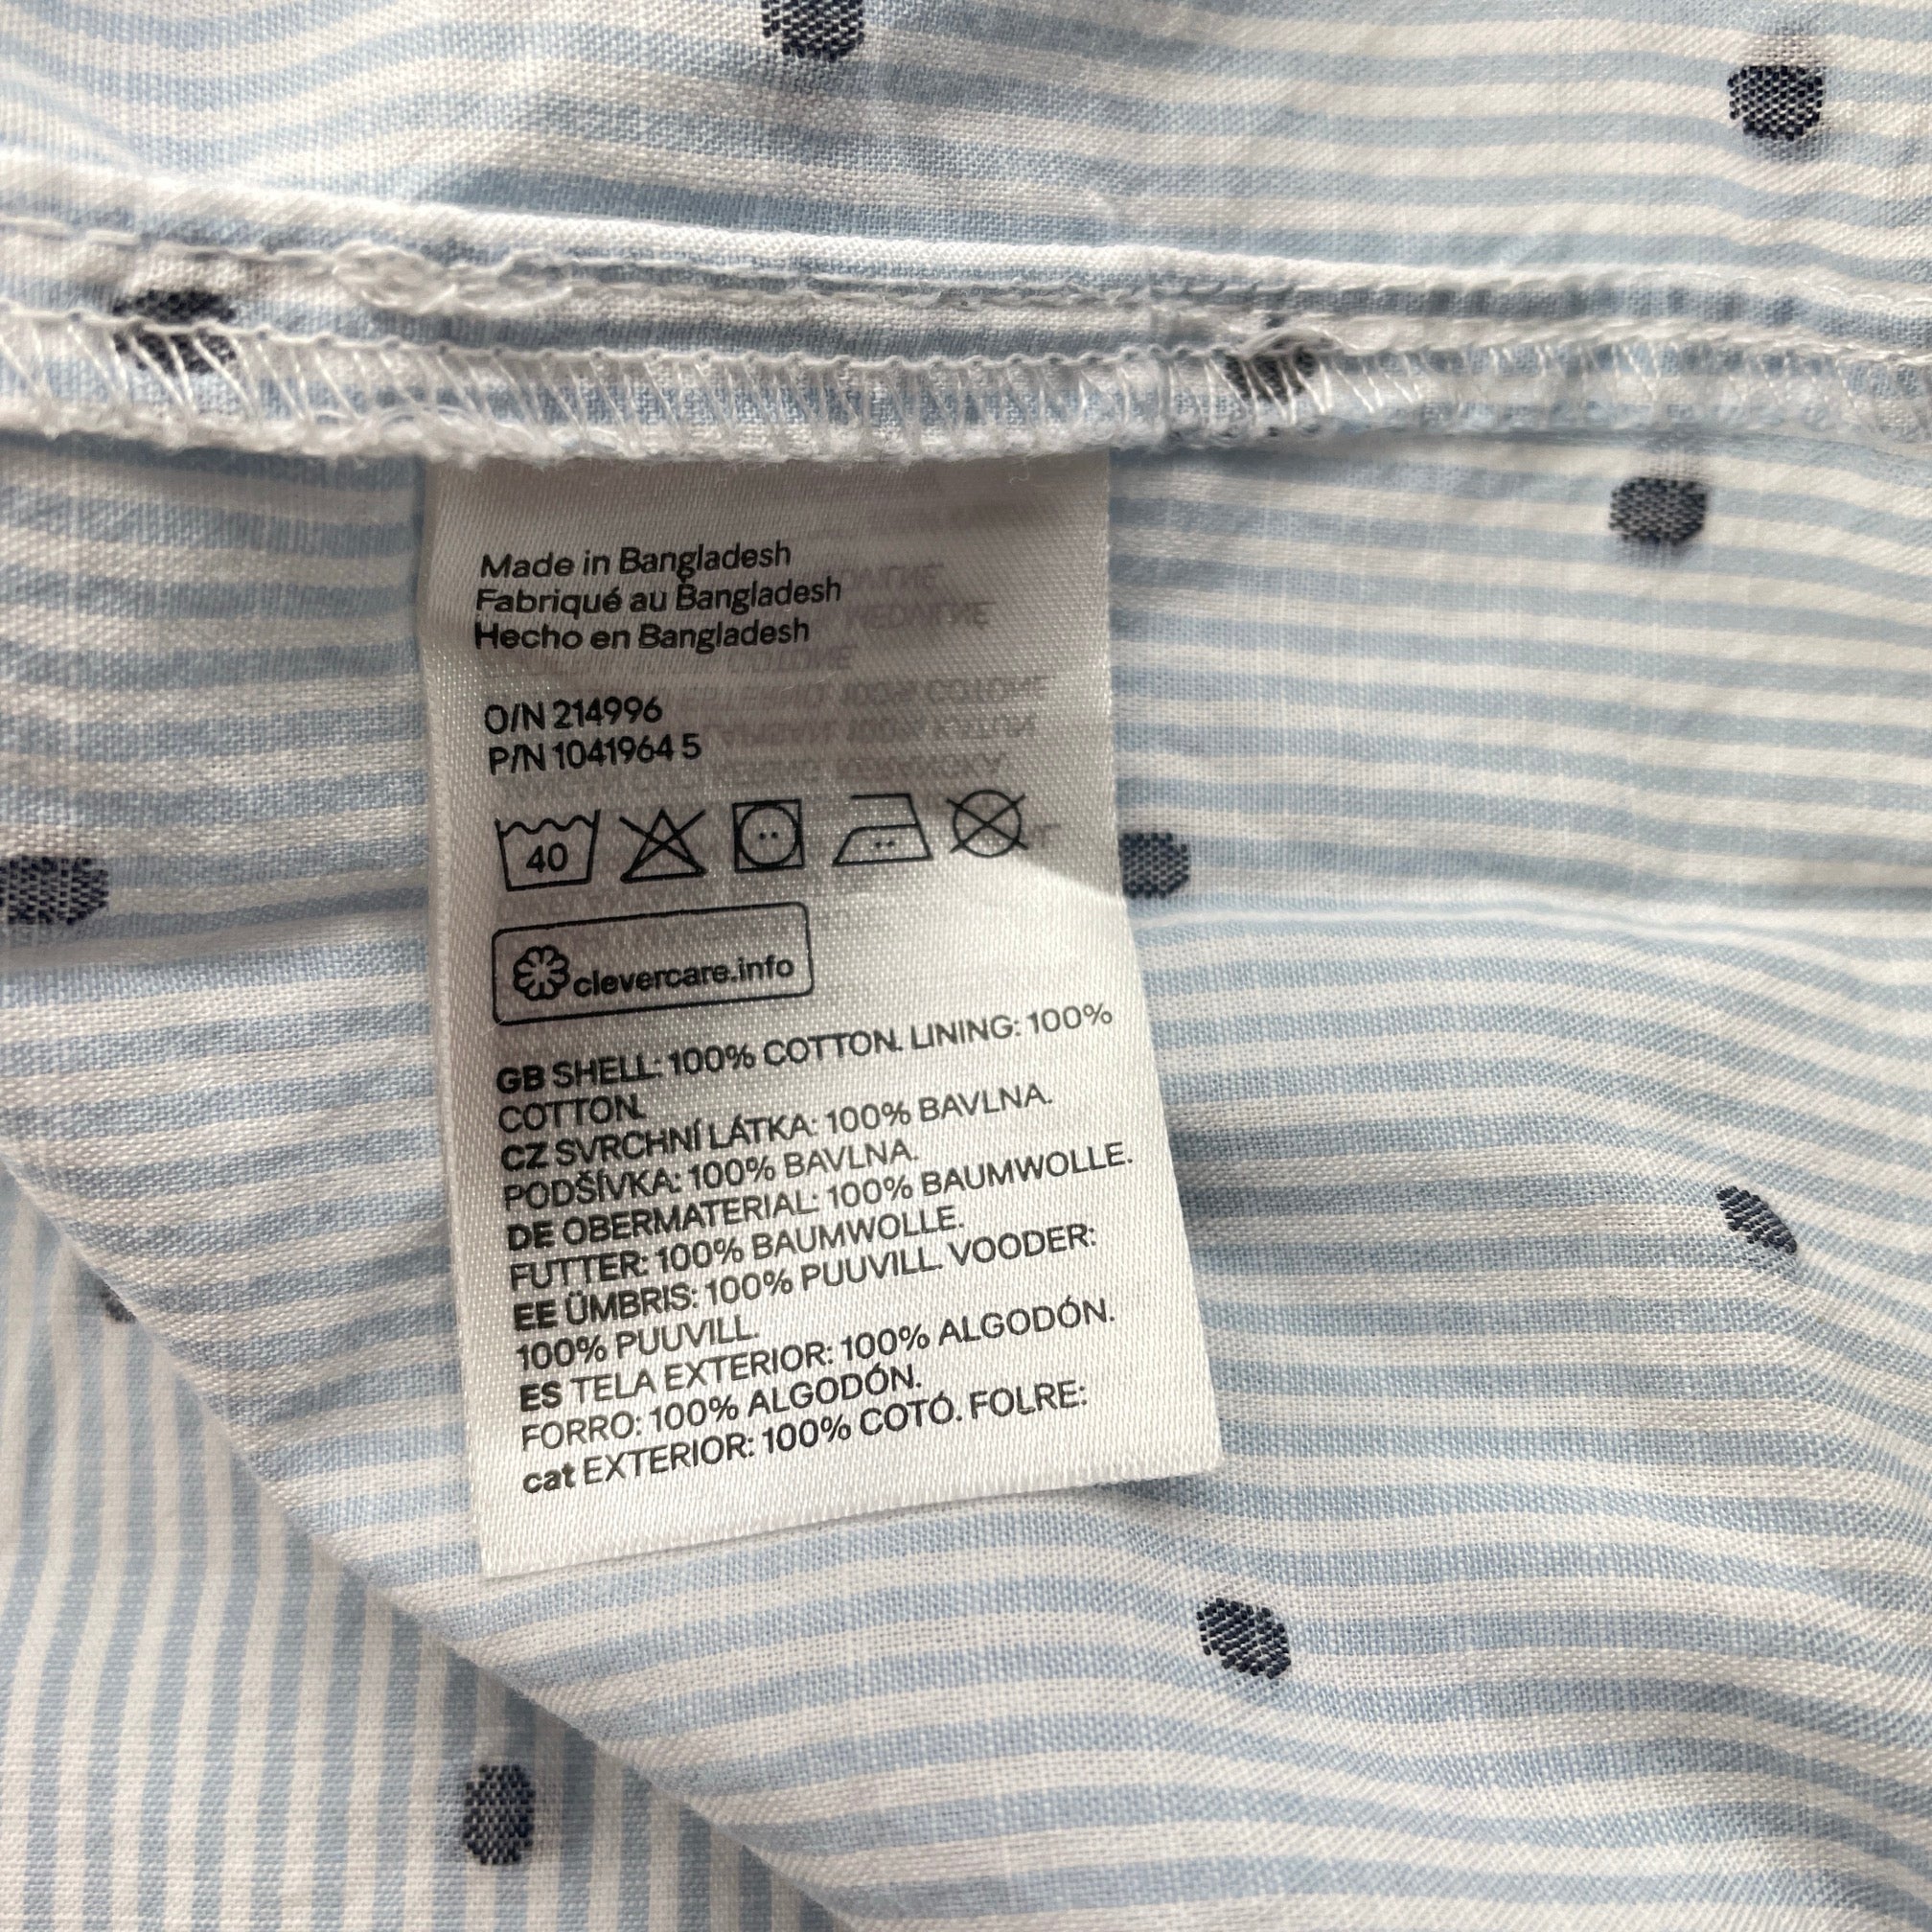 Made in Bangladesh
Fabriqué au Bangladesh
Hecho en Bangladesh
O/N 214996
P/N 1041964 5
40
clevercare.info
GB SHELL: 100% COTTON. LINING: 100%
COTTON.
CZ SVRCHNÍ LÁTKA: 100% BAVLNA.
PODŠÍVKA: 100% BAVLNA.
DE OBERMATERIAL: 100% BAUMWOLLE.
FUTTER: 100% BAUMWOLLE.
EE ÜMBRIS: 100% PUUVILL. VOODER:
100% PUUVILL.
ES TELA EXTERIOR: 100% ALGODÓN.
FORRO: 100% ALGODÓN.
cat EXTERIOR: 100% COTÓ. FOLRE: